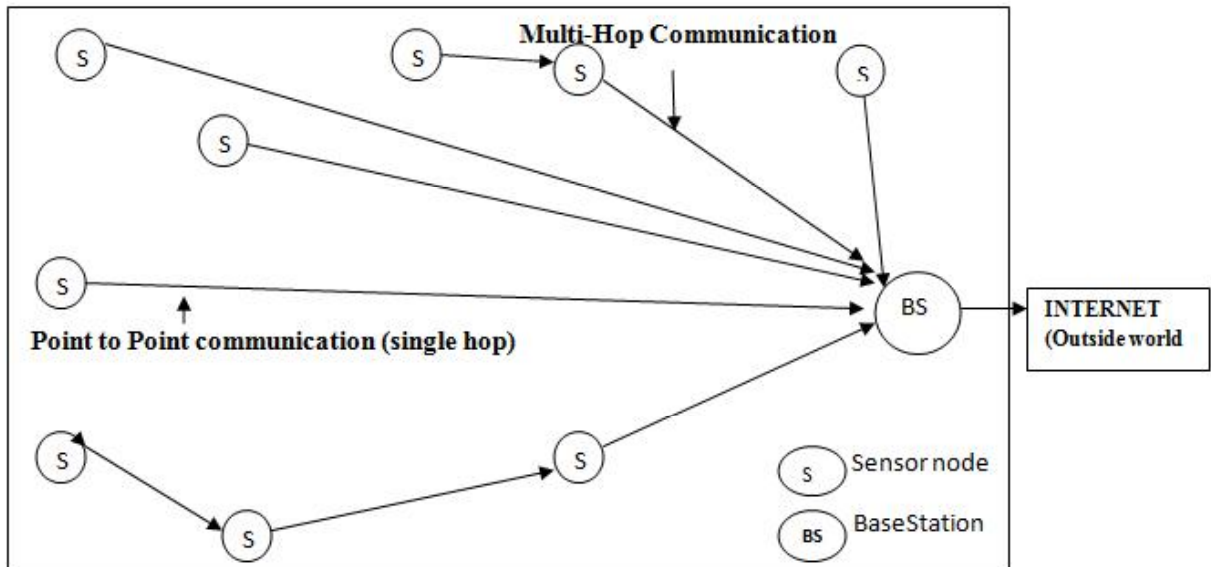 Multi-Hop Communication
S
S
S
S
S
S
BS
INTERNET
(Outside world
Point to Point communication (single hop)
S
S
S
S Sensor node
BS BaseStation